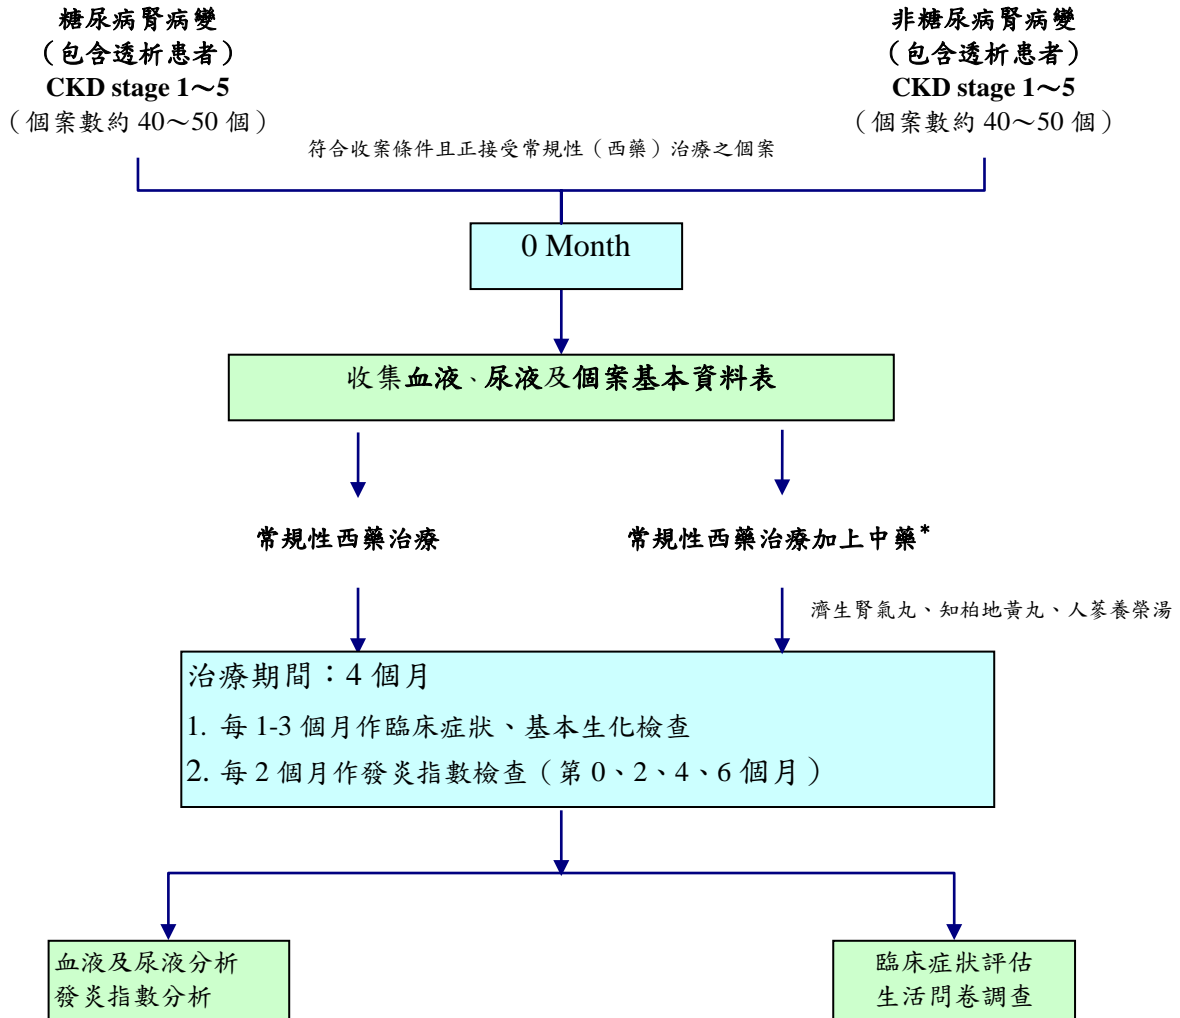 糖尿病腎病變
（包含透析患者）
CKD stage 1～5
（個案數約 40～50 個）
非糖尿病腎病變
（包含透析患者）
CKD stage 1～5
（個案數約 40～50 個）
符合收案條件且正接受常規性（西藥）治療之個案
0 Month
收集血液、尿液及個案基本資料表
常規性西藥治療
常規性西藥治療加上中藥*
濟生腎氣丸、知柏地黃丸、人蔘養榮湯
治療期間：4 個月
1. 每 1-3 個月作臨床症狀、基本生化檢查
2. 每 2 個月作發炎指數檢查（第 0、2、4、6 個月）
血液及尿液分析
發炎指數分析
臨床症狀評估
生活問卷調查